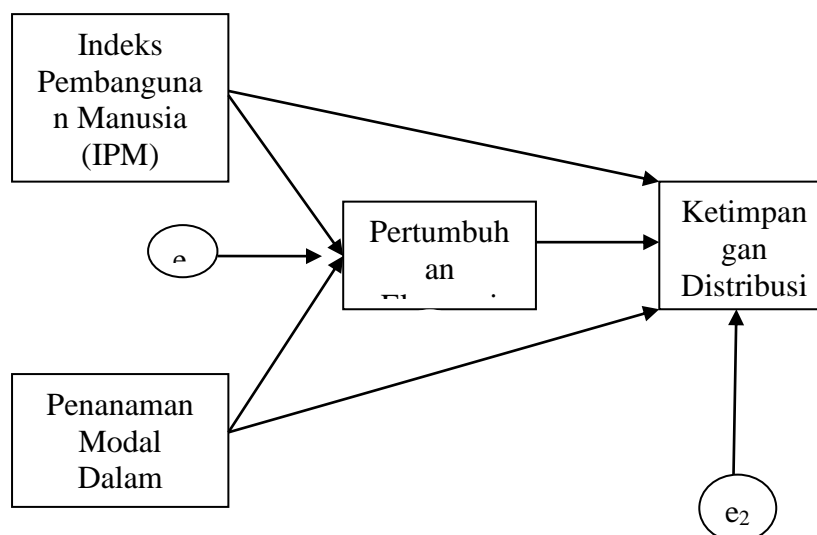 Indeks
Pembanguna
n Manusia
(IPM)
Pertumbuh
an
Ketimpan
gan
Distribusi
e
Penanaman
Modal
Dalam
e₂